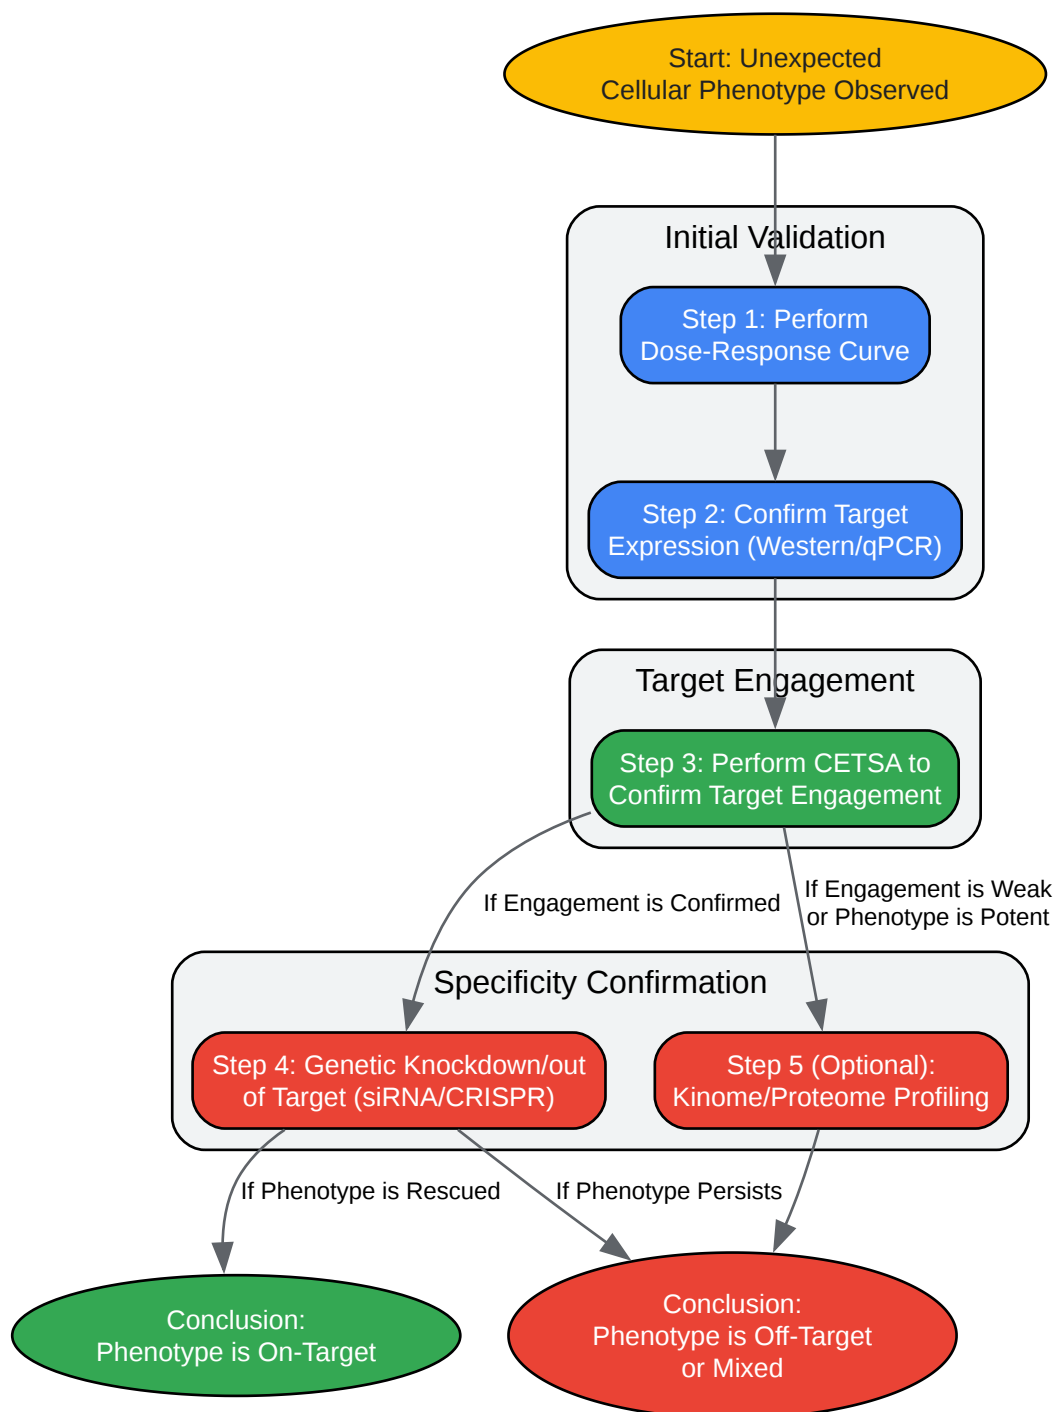 Start: Unexpected
Cellular Phenotype Observed
Initial Validation
Step 1: Perform
Dose-Response Curve
Step 2: Confirm Target
Expression (Western/qPCR)
Target Engagement
Step 3: Perform CETSA to
Confirm Target Engagement
If Engagement is Confirmed
If Engagement is Weak
or Phenotype is Potent
Specificity Confirmation
Step 4: Genetic Knockdown/out
of Target (siRNA/CRISPR)
Step 5 (Optional):
Kinome/Proteome Profiling
If Phenotype is Rescued
If Phenotype Persists
Conclusion:
Phenotype is On-Target
Conclusion:
Phenotype is Off-Target
or Mixed